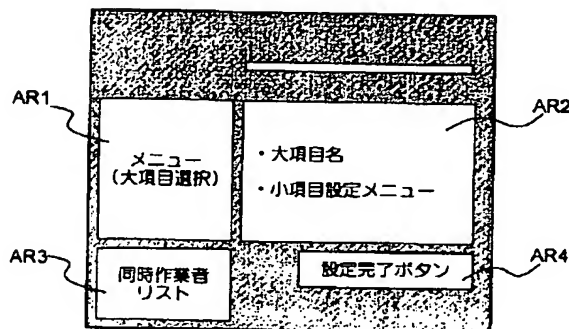 AR1
AR2
メニュー
(大項目選択)
・大項目名
・小項目設定メニュー
AR3
同時作業者
リスト
設定完了ボタン
AR4